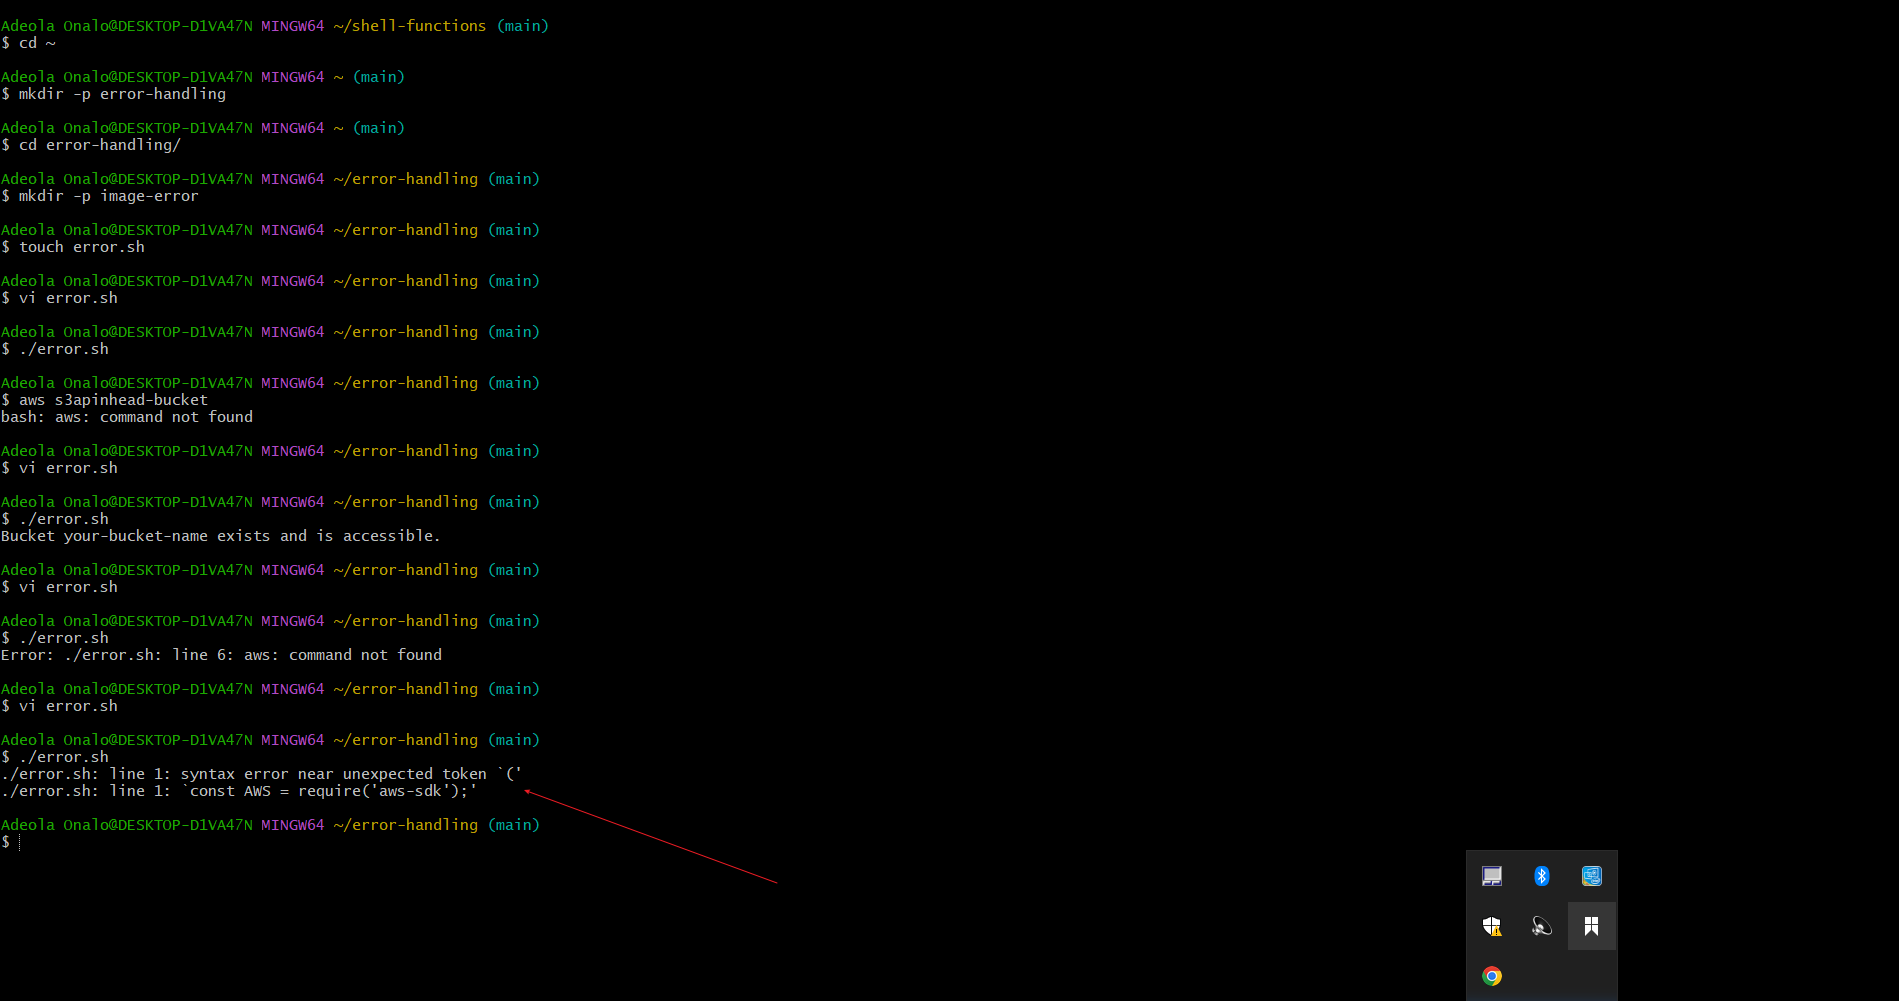 Adeola Onalo@DESKTOP-D1VA47N MINGW64 ~/shell-functions (main)
$ cd ~
Adeola Onalo@DESKTOP-D1VA47N MINGW64 ~ (main)
$ mkdir -p error-handling
Adeola Onalo@DESKTOP-D1VA47N MINGW64 ~ (main)
$ cd error-handling/
Adeola Onalo@DESKTOP-D1VA47N MINGW64 ~/error-handling (main)
$ mkdir -p image-error
Adeola Onalo@DESKTOP-D1VA47N MINGW64 ~/error-handling (main)
$ touch error.sh
Adeola Onalo@DESKTOP-D1VA47N MINGW64 ~/error-handling (main)
$ vi error.sh
Adeola Onalo@DESKTOP-D1VA47N MINGW64 ~/error-handling (main)
$ ./error.sh
Adeola Onalo@DESKTOP-D1VA47N MINGW64 ~/error-handling (main)
$ aws s3apinhead-bucket
bash: aws: command not found
Adeola Onalo@DESKTOP-D1VA47N MINGW64 ~/error-handling (main)
$ vi error.sh
Adeola Onalo@DESKTOP-D1VA47N MINGW64 ~/error-handling (main)
$ ./error.sh
Bucket your-bucket-name exists and is accessible.
Adeola Onalo@DESKTOP-D1VA47N MINGW64 ~/error-handling (main)
$ vi error.sh
Adeola Onalo@DESKTOP-D1VA47N MINGW64 ~/error-handling (main)
$ ./error.sh
Error: ./error.sh: line 6: aws: command not found
Adeola Onalo@DESKTOP-D1VA47N MINGW64 ~/error-handling (main)
$ vi error.sh
Adeola Onalo@DESKTOP-D1VA47N MINGW64 ~/error-handling (main)
$ ./error.sh
./error.sh: line 1: syntax error near unexpected token `('
./error.sh: line 1: `const AWS = require('aws-sdk');'
Adeola Onalo@DESKTOP-D1VA47N MINGW64 ~/error-handling (main)
$